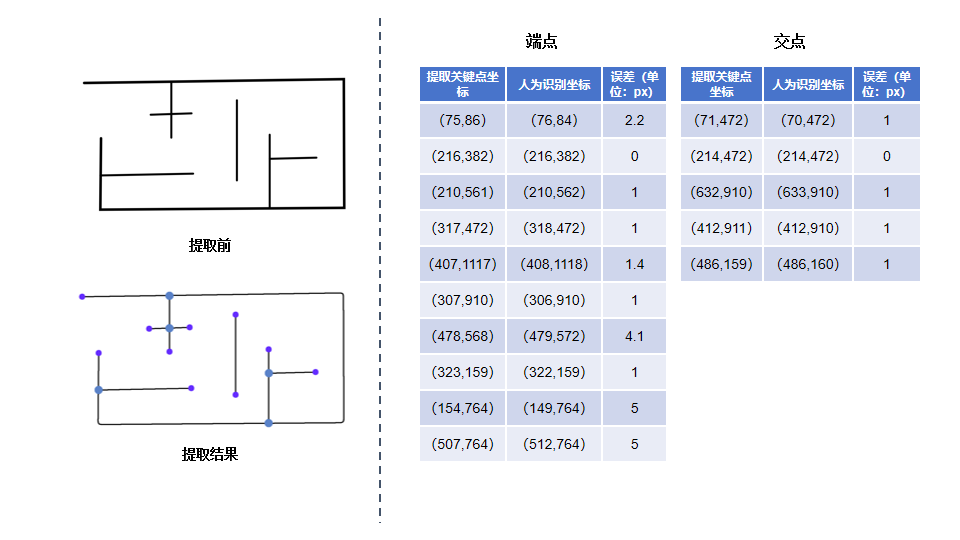 提取前
提取结果
端点
提取关键点坐标 人为识别坐标 误差（单位：px）
（75,86） （76,84） 2.2
（216,382） （216,382） 0
（210,561） （210,562） 1
（317,472） （318,472） 1
（407,1117） （408,1118） 1.4
（307,910） （306,910） 1
（478,568） （479,572） 4.1
（323,159） （322,159） 1
（154,764） （149,764） 5
（507,764） （512,764） 5
交点
提取关键点坐标 人为识别坐标 误差（单位：px）
（71,472） （70,472） 1
（214,472） （214,472） 0
（632,910） （633,910） 1
（412,911） （412,910） 1
（486,159） （486,160） 1